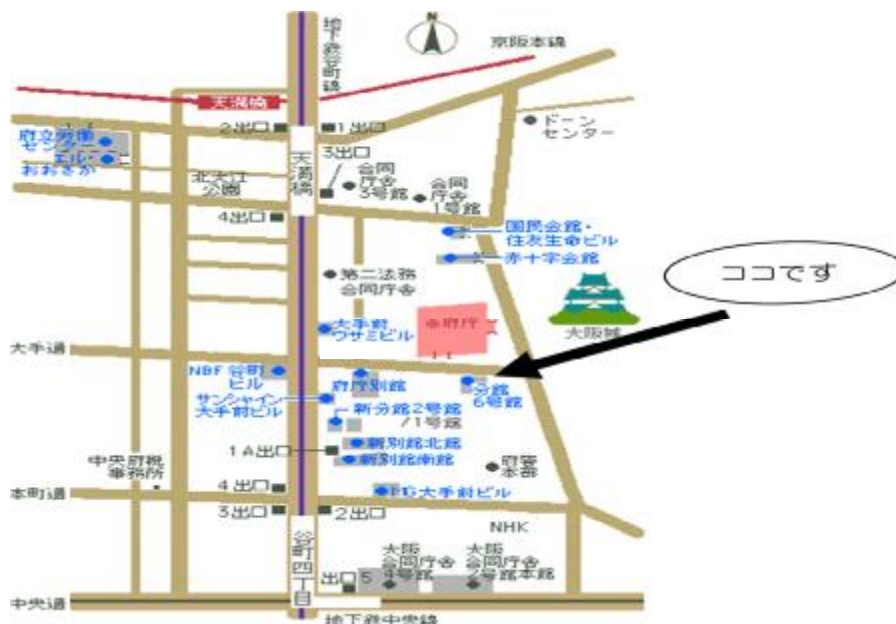 N
地下鉄谷町線
京阪本線
天満橋
2出口
1出口
ドーン
センター
府立労働
センター
エル・
おおさか
3出口
天満橋
北大江
公園
合同
庁舎
3号館
合同
庁舎
1号館
4出口
国民会館・
住友生命ビル
赤十字会館
ココです
第二法務
合同庁舎
大手前
ウサミビル
府庁
大阪城
大手通
NBF谷町
ビル
府庁別館
分館
6号館
サンシャイン
大手前ビル
新分館2号館
/1号館
1A出口
新別館北館
新別館南館
中央府税
事務所
府警
本部
本町通
4出口
大手前ビル
3出口
2出口
NHK
谷町四丁目
出口5
大阪
合同庁舎
4号館
大阪
合同庁舎
2号館本館
中央通
地下鉄中央線